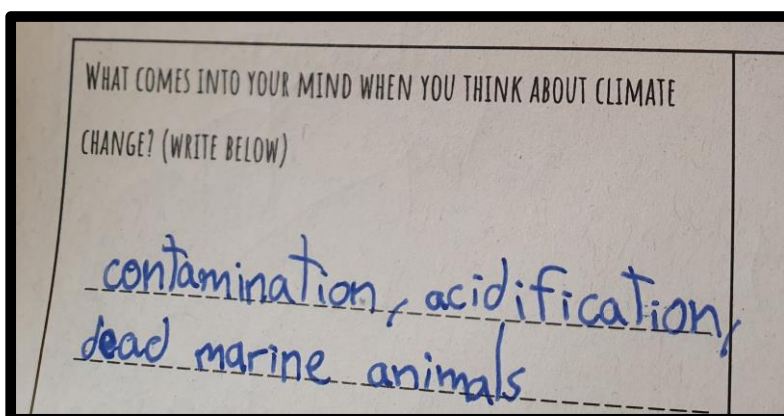 WHAT COMES INTO YOUR MIND WHEN YOU THINK ABOUT CLIMATE
CHANGE? (WRITE BELOW)
contamination, acidification,
dead marine animals